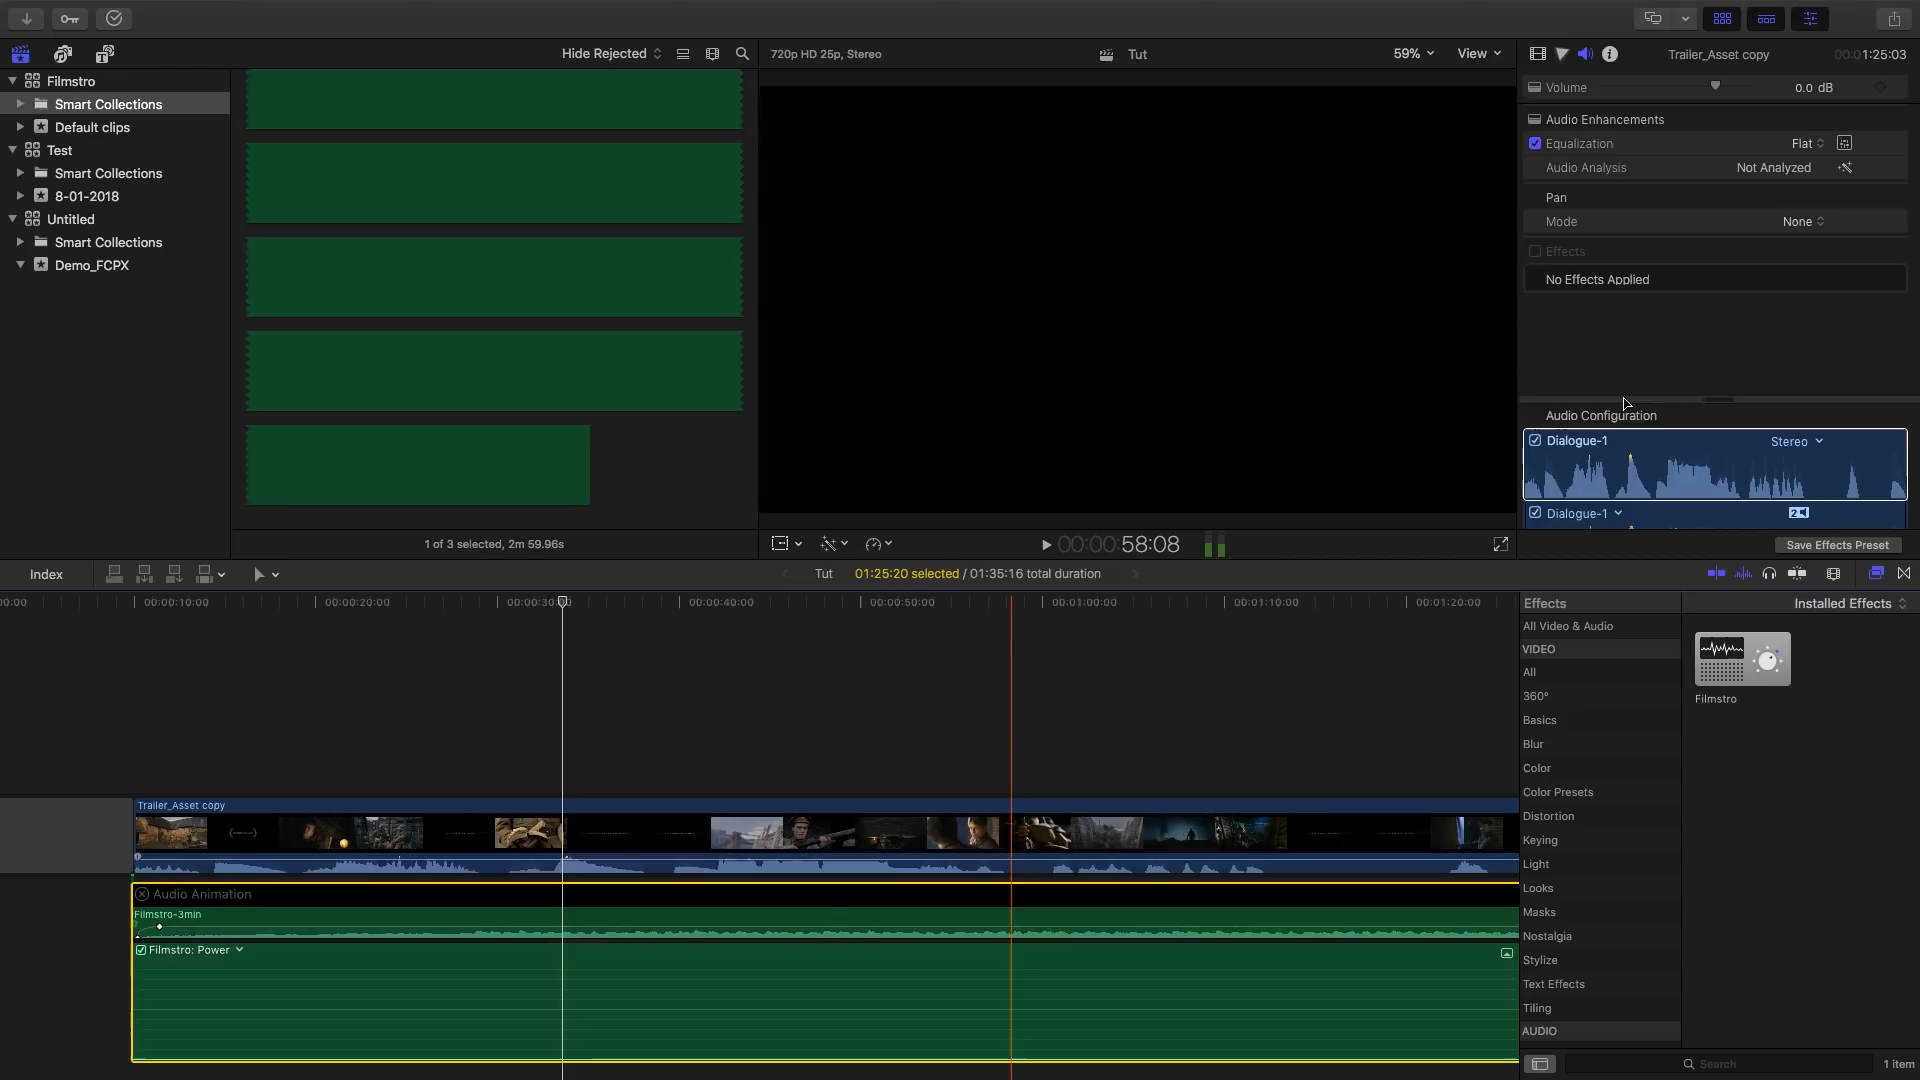 Hide Rejected
720p HD 25p, Stereo
Tut
59%
View
Trailer_Asset copy
00:01:25:03
Filmstro
Smart Collections
Default clips
Test
Smart Collections
8-01-2018
Untitled
Smart Collections
Demo_FCPX
1 of 3 selected, 2m 59.96s
00:00:58:08
Volume
0.0 dB
Audio Enhancements
Equalization
Flat
Audio Analysis
Not Analyzed
Pan
Mode
None
Effects
No Effects Applied
Audio Configuration
Dialogue-1
Stereo
Dialogue-1
2
Save Effects Preset
Index
Tut
01:25:20 selected / 01:35:16 total duration
00:00:10:00
00:00:20:00
00:00:40:00
00:00:50:00
00:01:00:00
00:01:10:00
00:01:20:00
Trailer_Asset copy
Audio Animation
Filmstro-3min
Filmstro: Power
Effects
Installed Effects
All Video & Audio
VIDEO
All
360°
Basics
Blur
Color
Color Presets
Distortion
Keying
Light
Looks
Masks
Nostalgia
Stylize
Text Effects
Tiling
AUDIO
Filmstro
Search
1 item